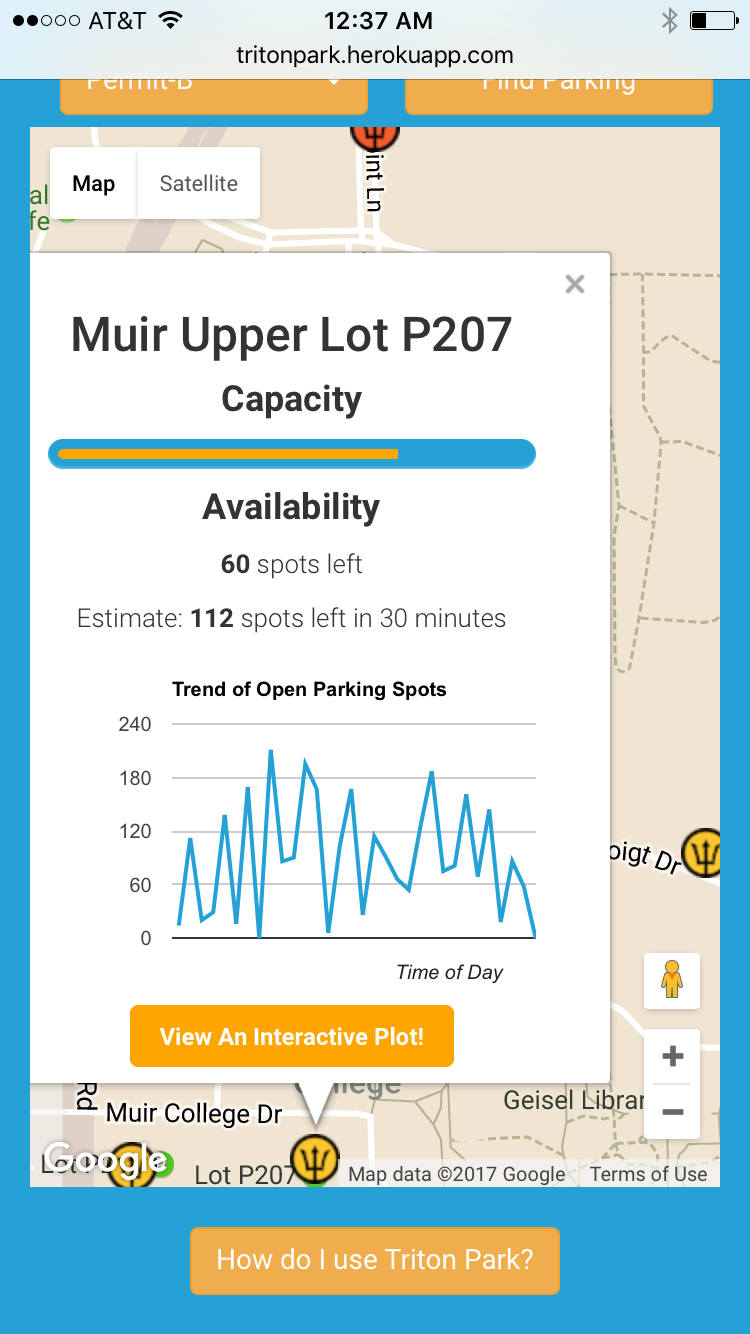 AT&T 12:37 AM
tritonpark.herokuapp.com
Permit-B Find Parking
Map Satellite
int Ln
al
fe
Muir Upper Lot P207
Capacity
Availability
60 spots left
Estimate: 112 spots left in 30 minutes
Trend of Open Parking Spots
240
180
120
60
0
Time of Day
oigt Dr
View An Interactive Plot!
Rd
Muir College Dr
Geisel Librar
Google
Lot P207
Map data ©2017 Google Terms of Use
How do I use Triton Park?